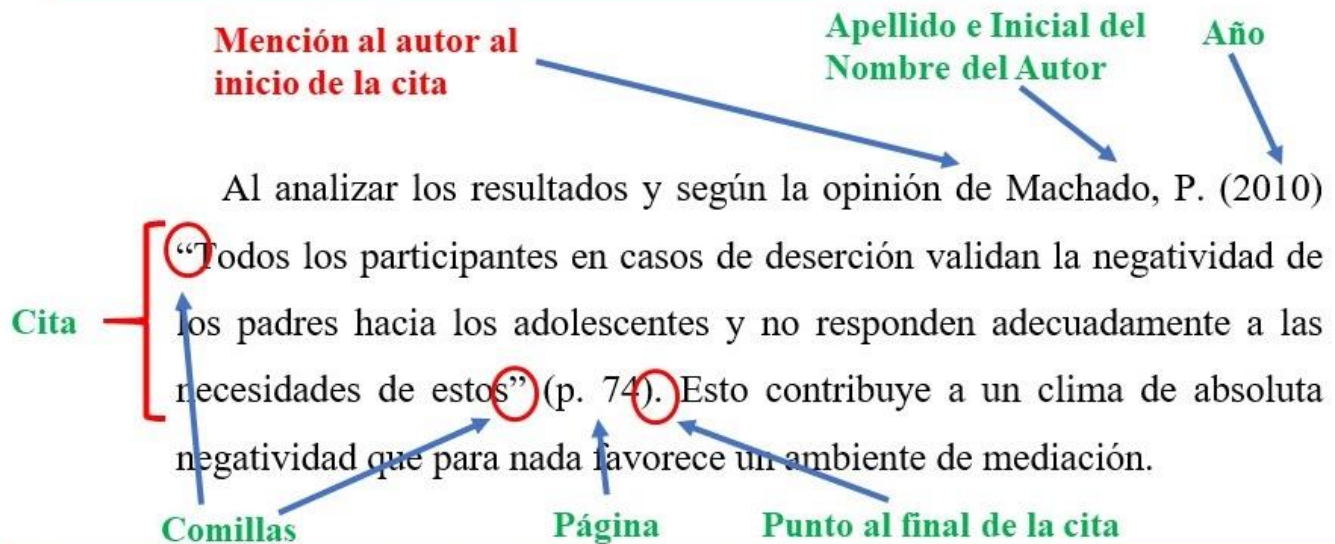 Mención al autor al
inicio de la cita
Apellido e Inicial del
Nombre del Autor
Año
Al analizar los resultados y según la opinión de Machado, P. (2010)
“Todos los participantes en casos de deserción validan la negatividad de
los padres hacia los adolescentes y no responden adecuadamente a las
necesidades de estos” (p. 74). Esto contribuye a un clima de absoluta
negatividad que para nada favorece un ambiente de mediación.
Cita
Comillas
Página
Punto al final de la cita